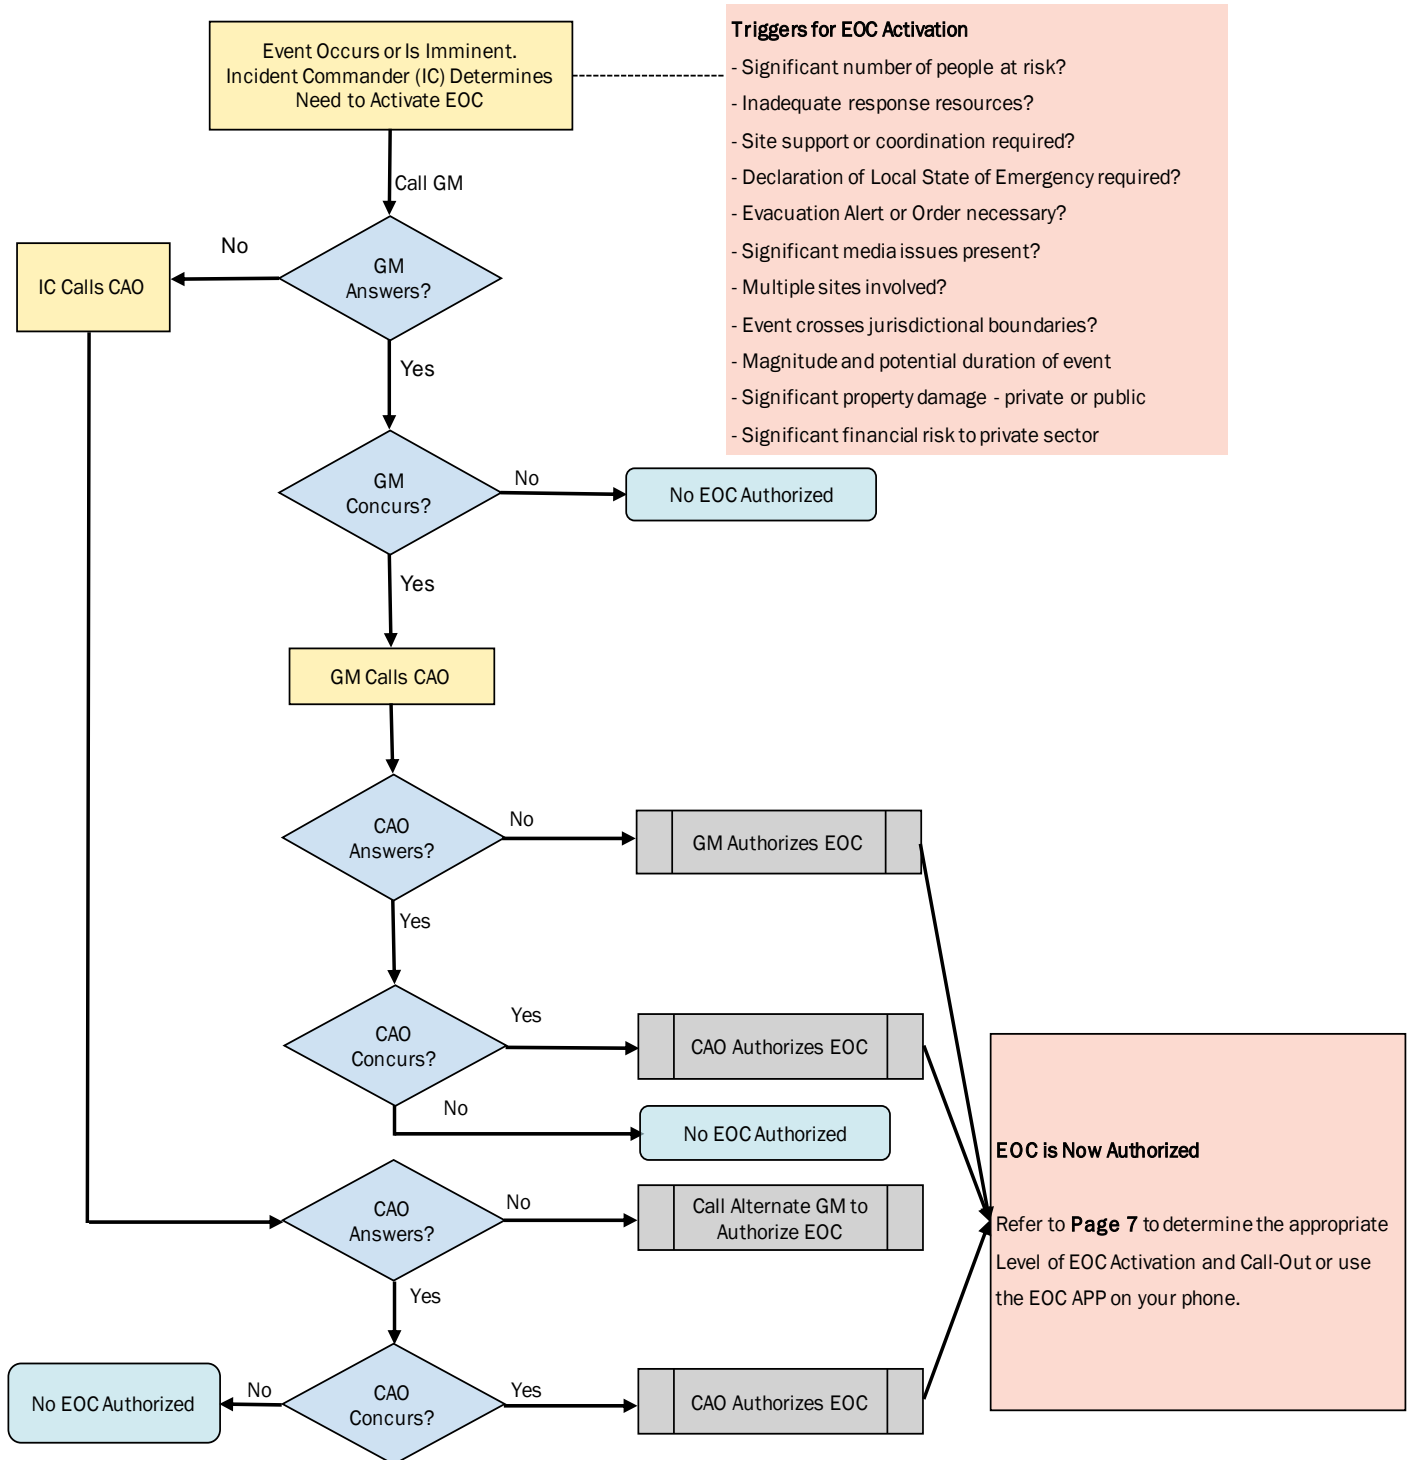 Event Occurs or Is Imminent.
Incident Commander (IC) Determines
Need to Activate EOC
Triggers for EOC Activation
- Significant number of people at risk?
- Inadequate response resources?
- Site support or coordination required?
- Declaration of Local State of Emergency required?
- Evacuation Alert or Order necessary?
- Significant media issues present?
- Multiple sites involved?
- Event crosses jurisdictional boundaries?
- Magnitude and potential duration of event
- Significant property damage - private or public
- Significant financial risk to private sector
Call GM
GM
Answers?
No
IC Calls CAO
Yes
GM
Concurs?
No
No EOC Authorized
Yes
GM Calls CAO
CAO
Answers?
No
GM Authorizes EOC
Yes
CAO
Concurs?
Yes
CAO Authorizes EOC
No
No EOC Authorized
CAO
Answers?
No
Call Alternate GM to
Authorize EOC
Yes
CAO
Concurs?
No
No EOC Authorized
Yes
CAO Authorizes EOC
EOC is Now Authorized
Refer to Page 7 to determine the appropriate
Level of EOC Activation and Call-Out or use
the EOC APP on your phone.